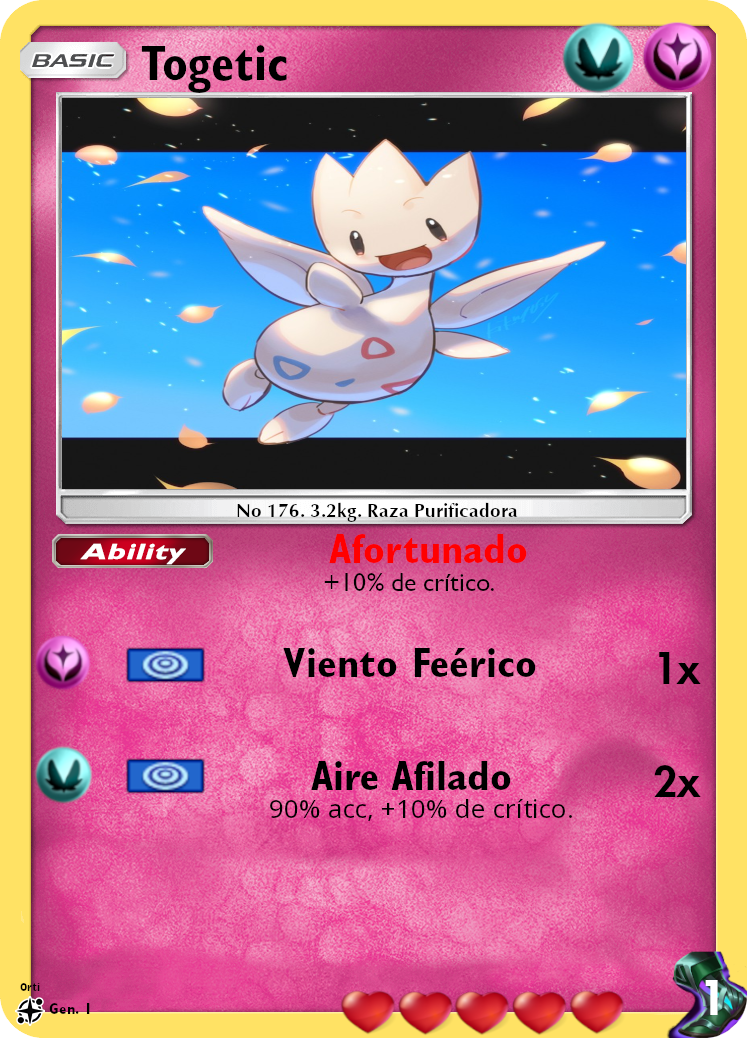 BASIC Togetic
No 176. 3.2kg. Raza Purificadora
Ability Afortunado
+10% de crítico.
Viento Feérico 1x
Aire Afilado 2x
90% acc, +10% de crítico.
Orti
Gen. 1
1